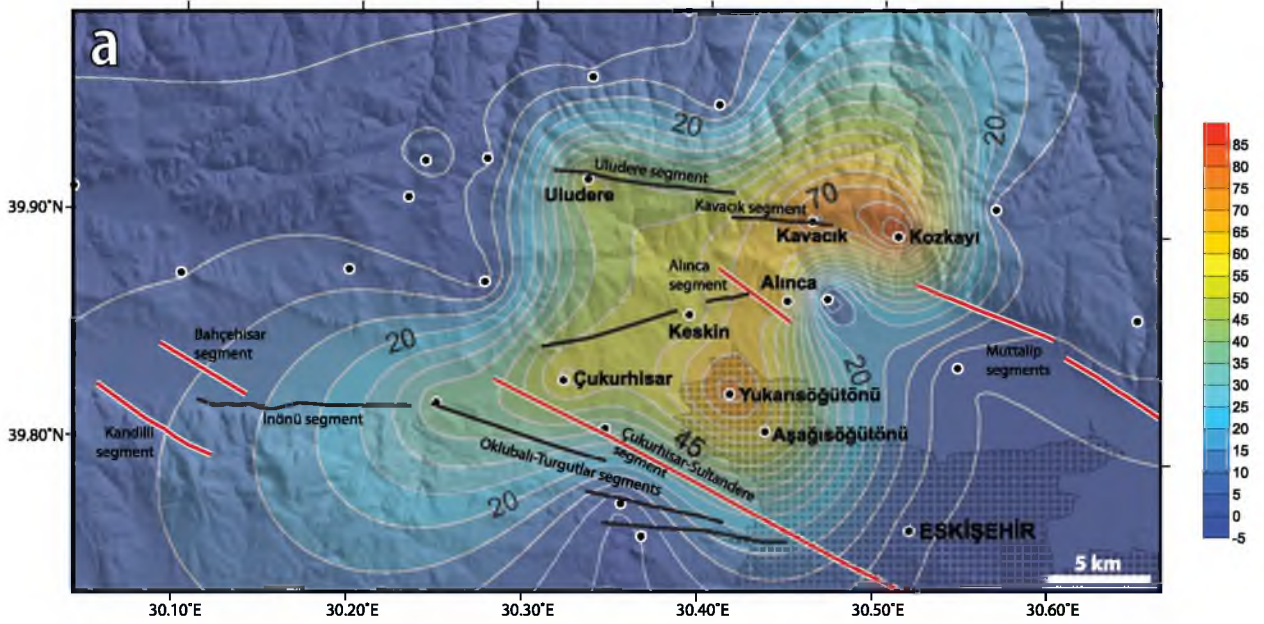 a
20
20
Uludere segment
Uludere
Kavacık segment
70
Kavacık
Kozkayı
39.90°N
Alınca
segment
Alınca
Keskin
20
Bahçehisar
segment
20
Muttalip
segments
Çukurhisar
Yukarısöğütönü
İnönü segment
39.80°N
Kandilli
segment
45
Aşağısöğütönü
Çukurhisar-Sultandere
segment
Oklubalı-Turgutlar segments
20
ESKİŞEHİR
5 km
30.10°E
30.20°E
30.30°E
30.40°E
30.50°E
30.60°E
85
80
75
70
65
60
55
50
45
40
35
30
25
20
15
10
5
0
-5